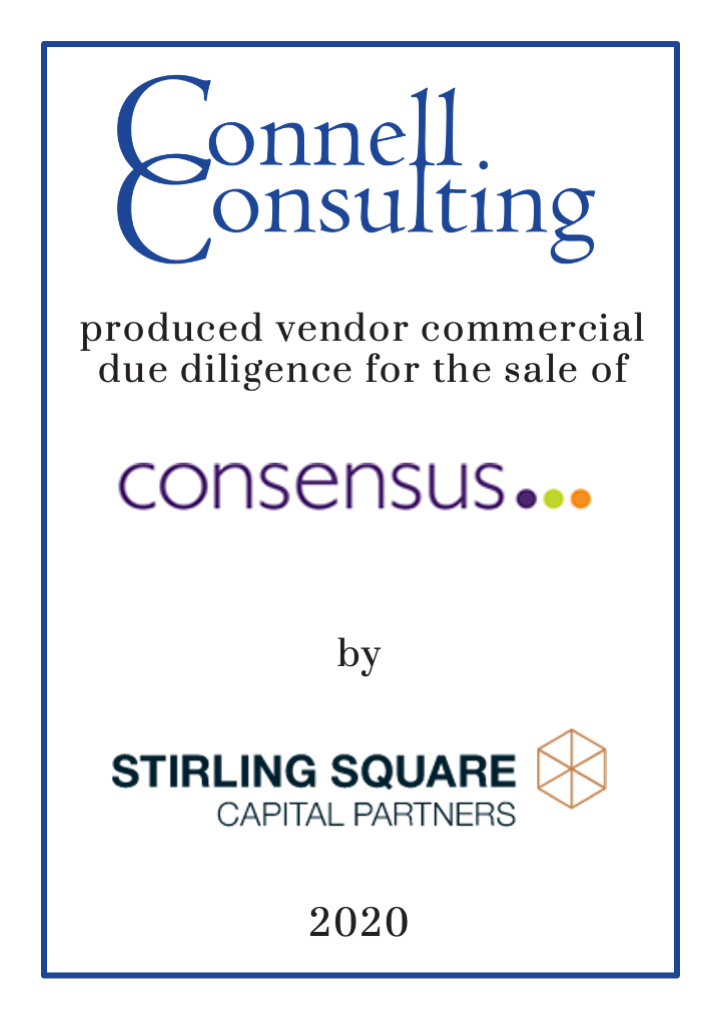 Connell
Consulting
produced vendor commercial
due diligence for the sale of
consensus...
by
STIRLING SQUARE
CAPITAL PARTNERS
2020